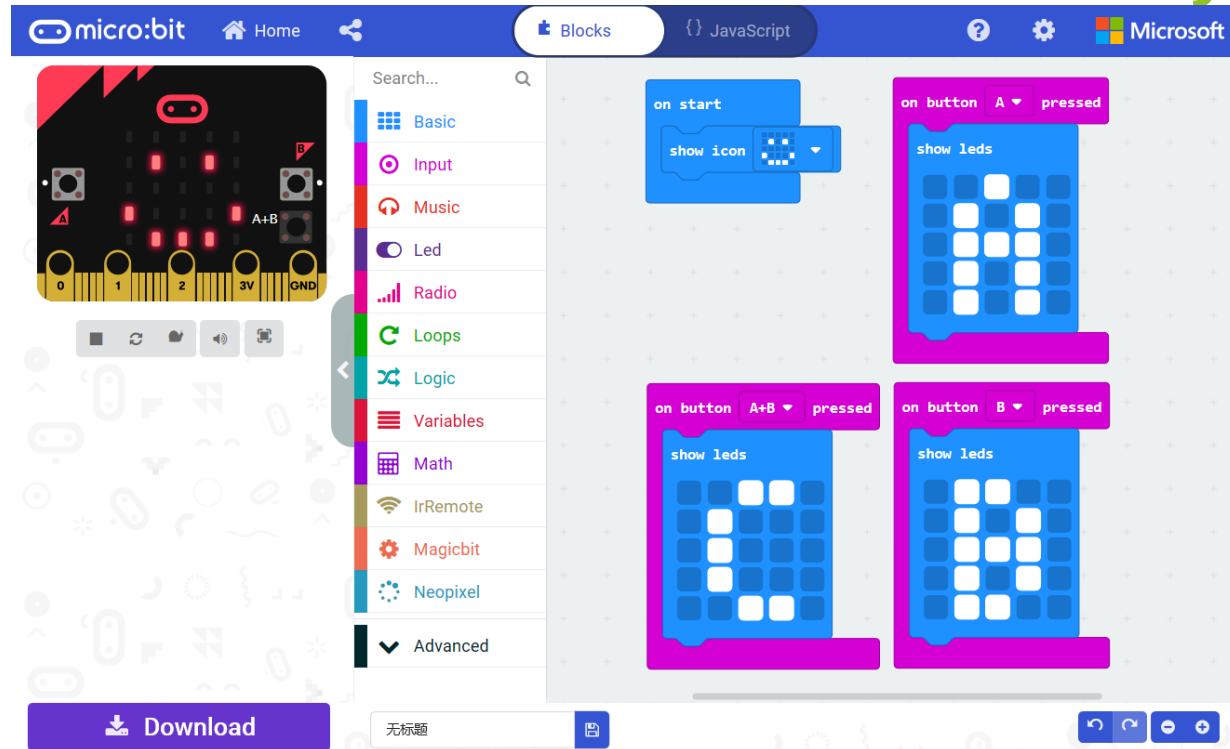 micro:bit
Home
Blocks
{} JavaScript
Microsoft
B
A
A+B
0 1 2 3V GND
Search...
Basic
Input
Music
Led
Radio
Loops
Logic
Variables
Math
IrRemote
Magicbit
Neopixel
Advanced
on start
show icon
on button A pressed
show leds
on button A+B pressed
show leds
on button B pressed
show leds
Download
无标题